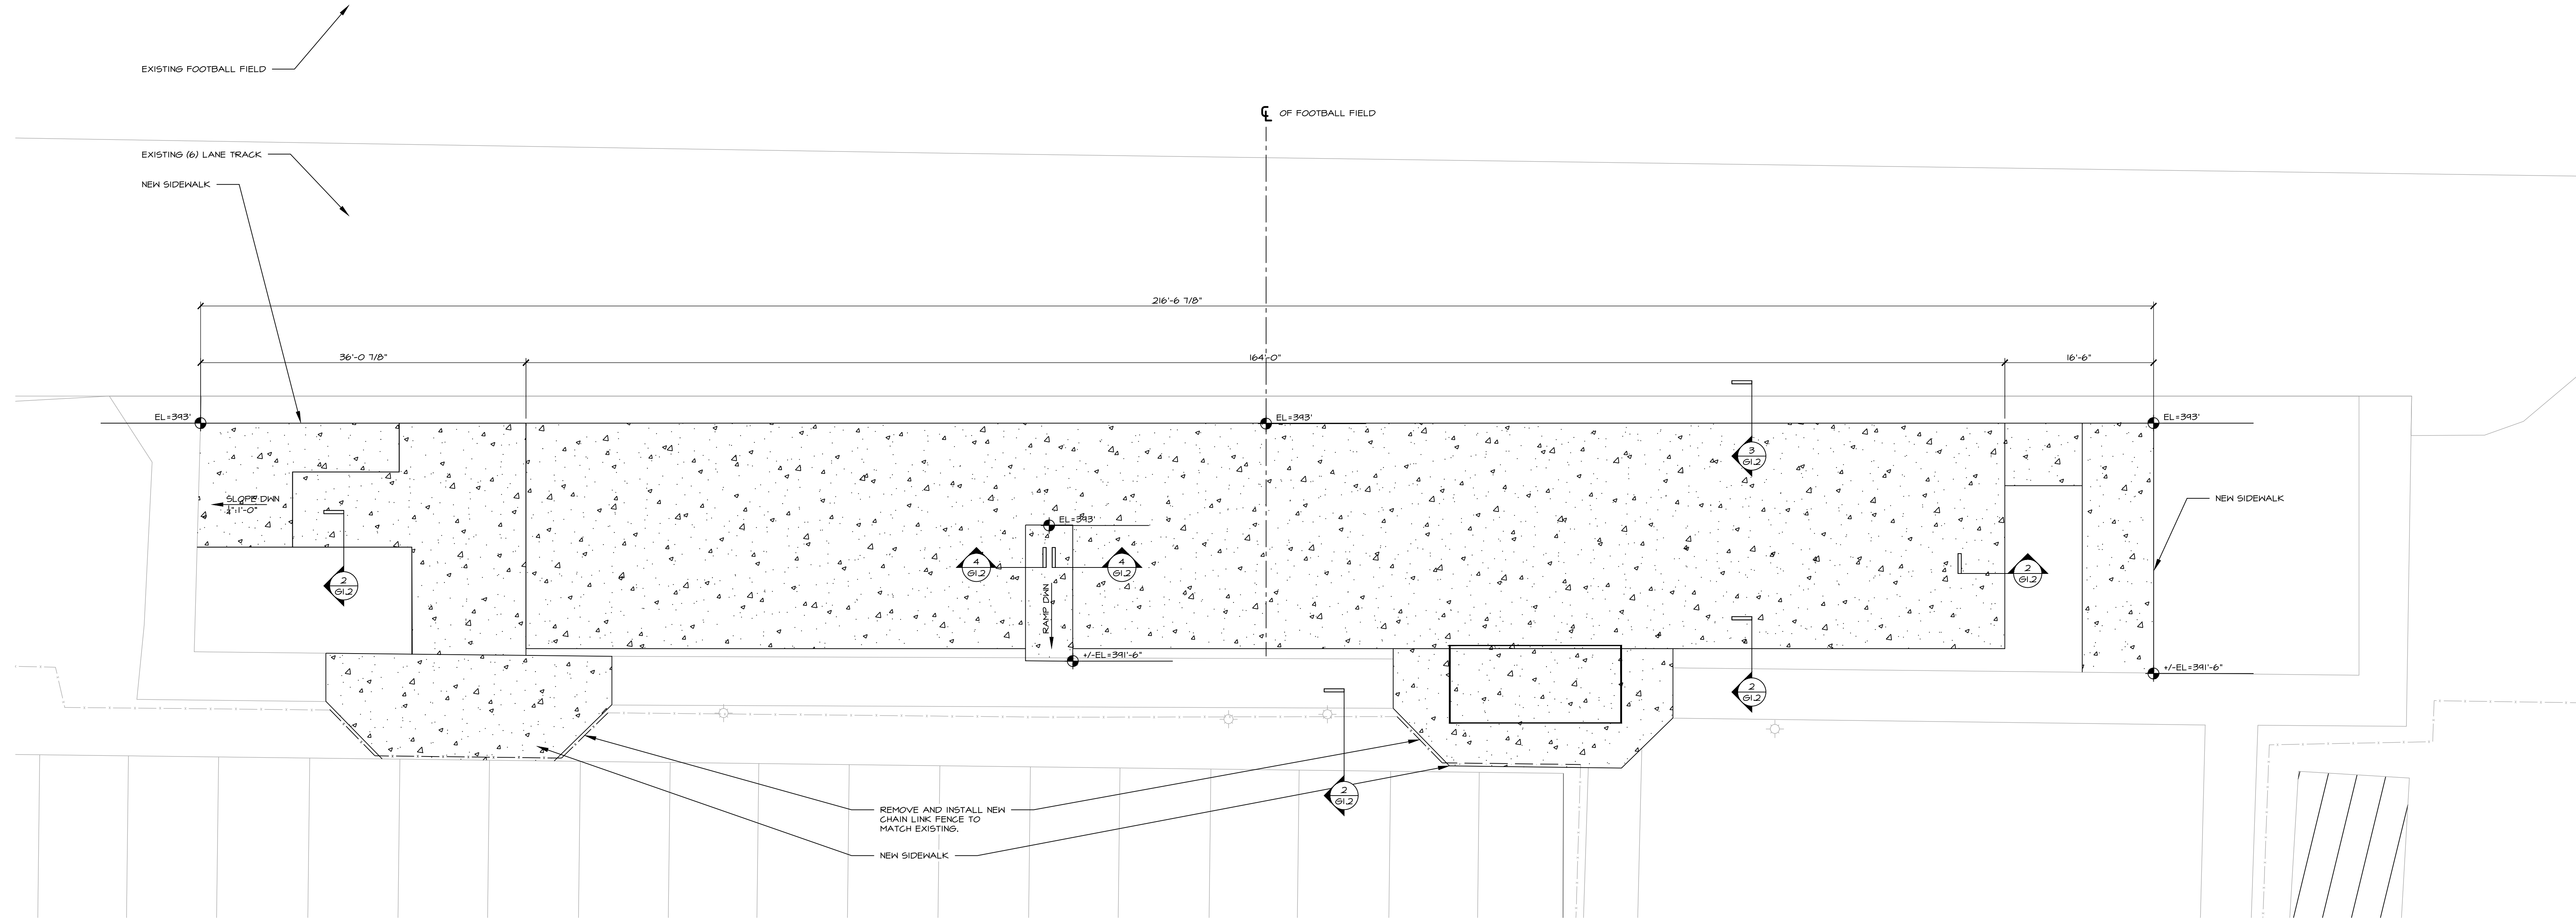 EXISTING FOOTBALL FIELD
℄ OF FOOTBALL FIELD
EXISTING (6) LANE TRACK
NEW SIDEWALK
216'-6 7/8"
36'-0 7/8"
164'-0"
16'-6"
EL=393'
EL=393'
EL=393'
3
G1.2
SLOPE DWN
¼":1'-0"
NEW SIDEWALK
EL=393'
4
G1.2
4
G1.2
2
G1.2
2
G1.2
RAMP DWN
+/-EL=391'-6"
+/-EL=391'-6"
2
G1.2
2
G1.2
REMOVE AND INSTALL NEW
CHAIN LINK FENCE TO
MATCH EXISTING.
NEW SIDEWALK